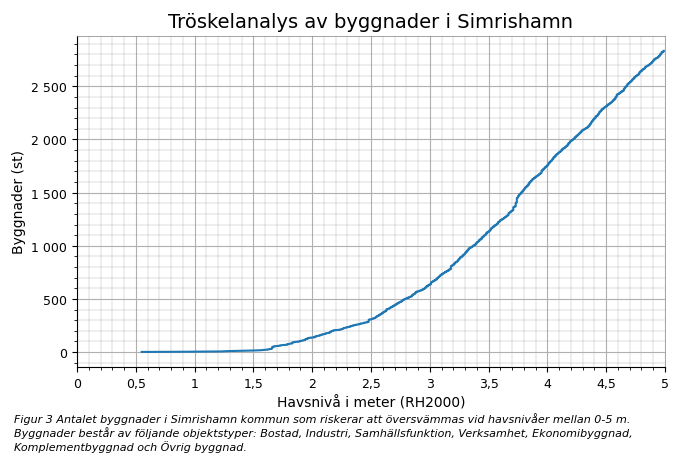 Tröskelanalys av byggnader i Simrishamn
Byggnader (st)
2 500
2 000
1 500
1 000
500
0
0 0,5 1 1,5 2 2,5 3 3,5 4 4,5 5
Havsnivå i meter (RH2000)
Figur 3 Antalet byggnader i Simrishamn kommun som riskerar att översvämmas vid havsnivåer mellan 0-5 m.
Byggnader består av följande objektstyper: Bostad, Industri, Samhällsfunktion, Verksamhet, Ekonomibyggnad,
Komplementbyggnad och Övrig byggnad.